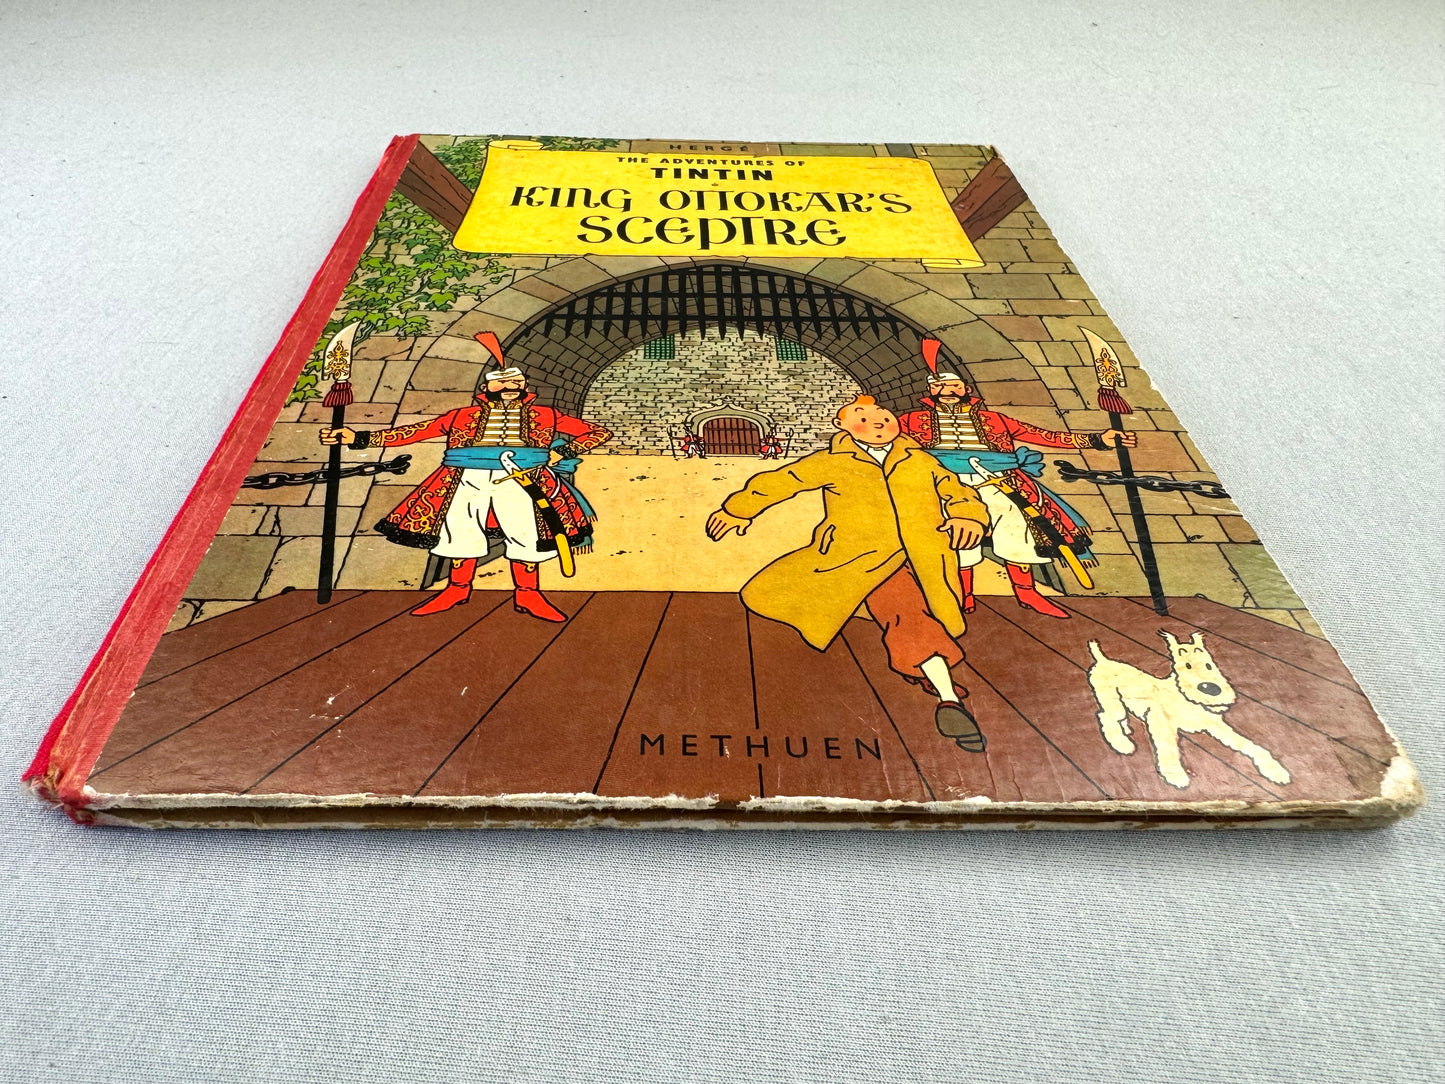 HERGÉ
THE ADVENTURES OF
TINTIN
KING OTTOKAR'S
SCEPTRE
METHUEN